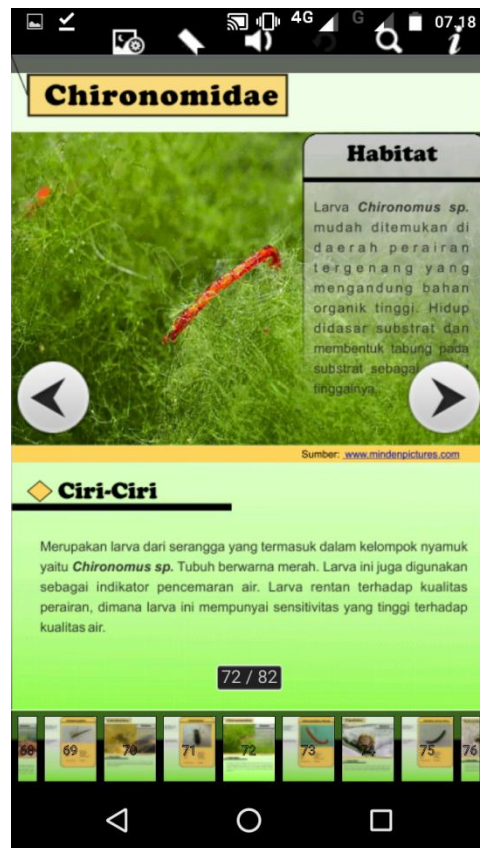 4G G 07.18
Chironomidae
Habitat
Larva Chironomus sp.
mudah ditemukan di
daerah perairan
tergenang yang
mengandung bahan
organik tinggi. Hidup
didasar substrat dan
membentuk tabung pada
substrat sebagai
tinggalnya.
Sumber: www.mindenpictures.com
Ciri-Ciri
Merupakan larva dari serangga yang termasuk dalam kelompok nyamuk
yaitu Chironomus sp. Tubuh berwarna merah. Larva ini juga digunakan
sebagai indikator pencemaran air. Larva rentan terhadap kualitas
perairan, dimana larva ini mempunyai sensitivitas yang tinggi terhadap
kualitas air.
72 / 82
68 69 70 71 72 73 74 75 76